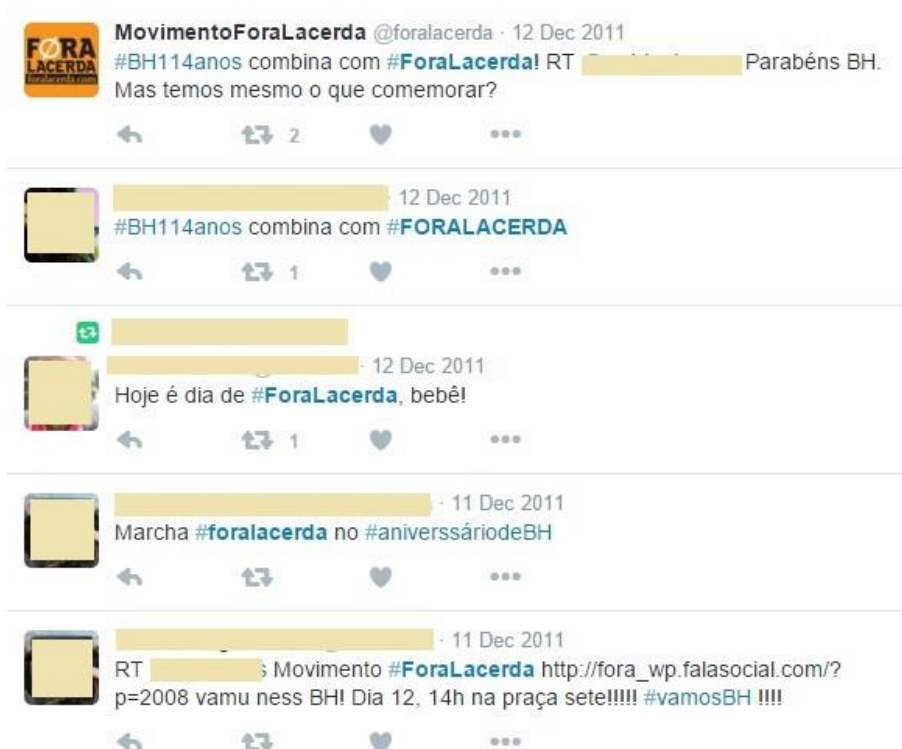 FORA
LACERDA
foralacerda.com
MovimentoForaLacerda @foralacerda · 12 Dec 2011
#BH114anos combina com #ForaLacerda! RT Parabéns BH.
Mas temos mesmo o que comemorar?
2
12 Dec 2011
#BH114anos combina com #FORALACERDA
1
· 12 Dec 2011
Hoje é dia de #ForaLacerda, bebê!
1
· 11 Dec 2011
Marcha #foralacerda no #aniverssáriodeBH
· 11 Dec 2011
RT s Movimento #ForaLacerda http://fora_wp.falasocial.com/?
p=2008 vamu ness BH! Dia 12, 14h na praça sete!!!!! #vamosBH !!!!